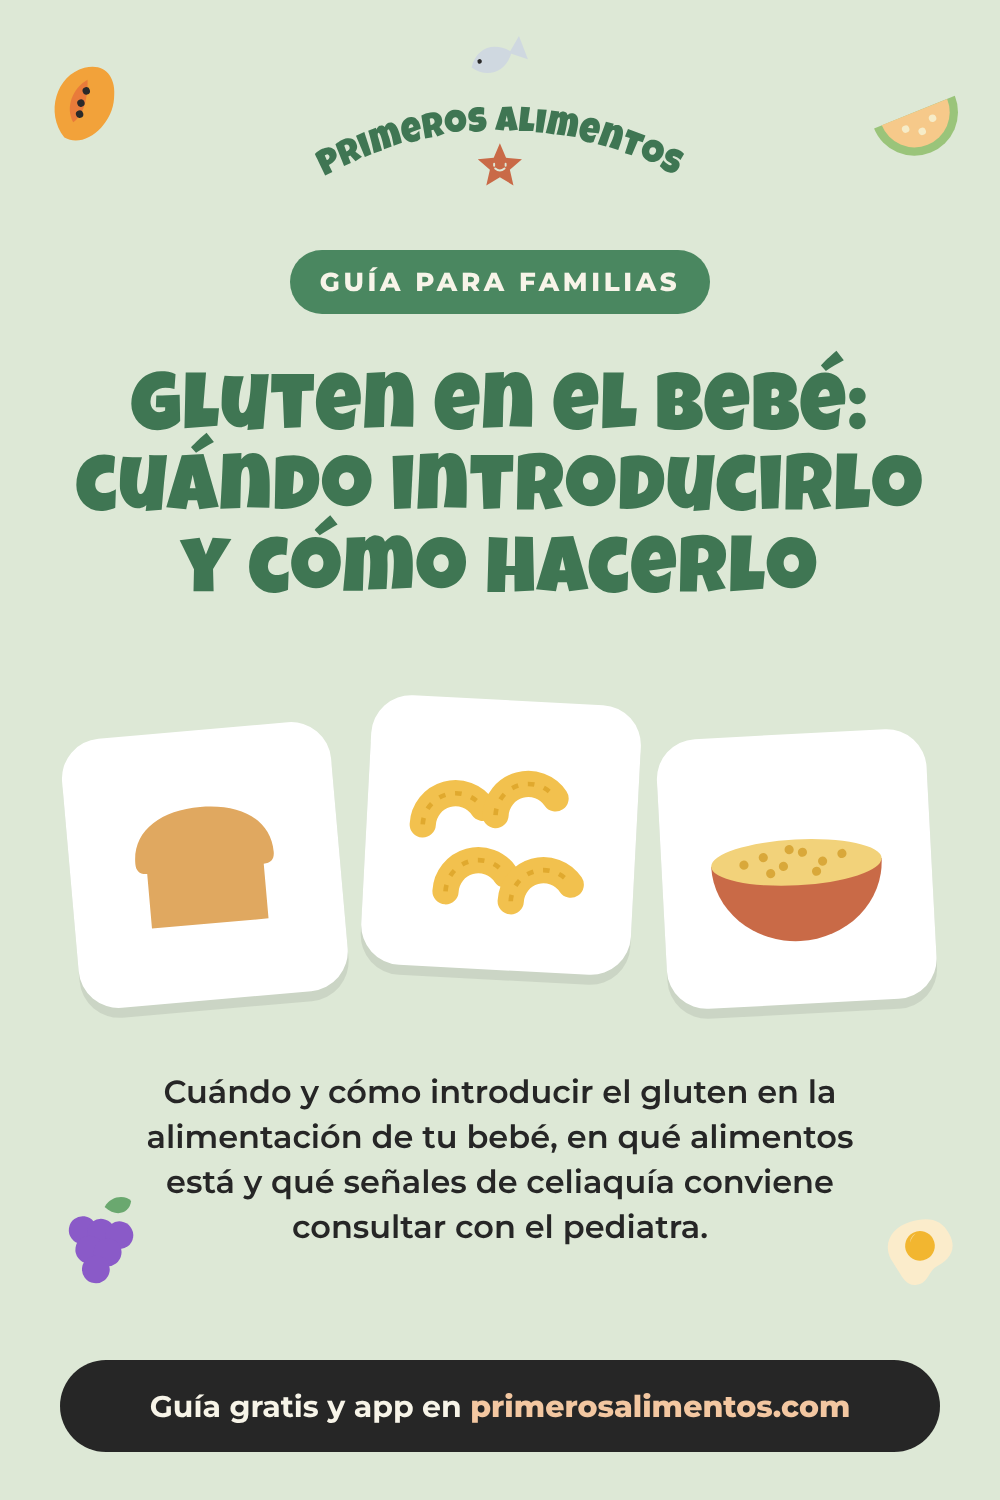 PRIMEROS ALIMENTOS
GUÍA PARA FAMILIAS
GLUTEN EN EL BEBÉ:
CUÁNDO INTRODUCIRLO
Y CÓMO HACERLO
Cuándo y cómo introducir el gluten en la
alimentación de tu bebé, en qué alimentos
está y qué señales de celiaquía conviene
consultar con el pediatra.
Guía gratis y app en primerosalimentos.com